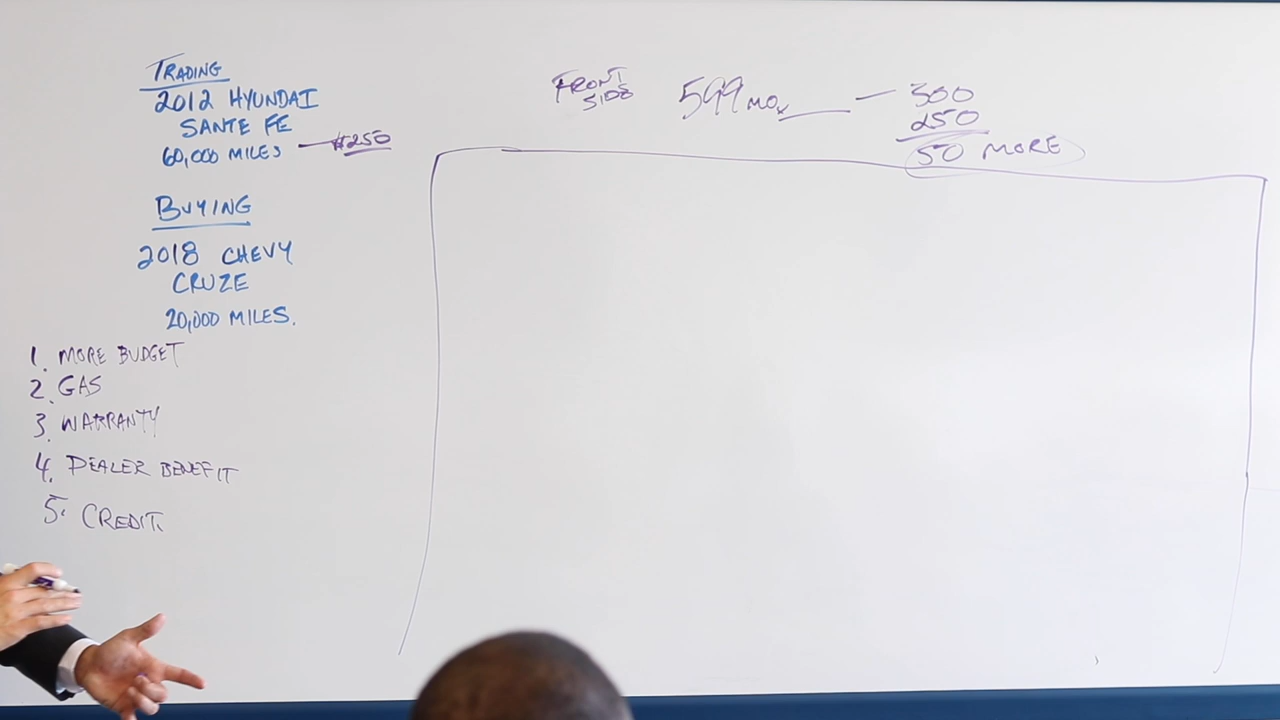 TRADING
2012 HYUNDAI
SANTE FE
60,000 MILES — $250
BUYING
2018 CHEVY
CRUZE
20,000 MILES.
1. MORE BUDGET
2. GAS
3. WARRANTY
4. DEALER BENEFIT
5. CREDIT.
FRONT
SIDE
599 MO. — 300
250
50 MORE